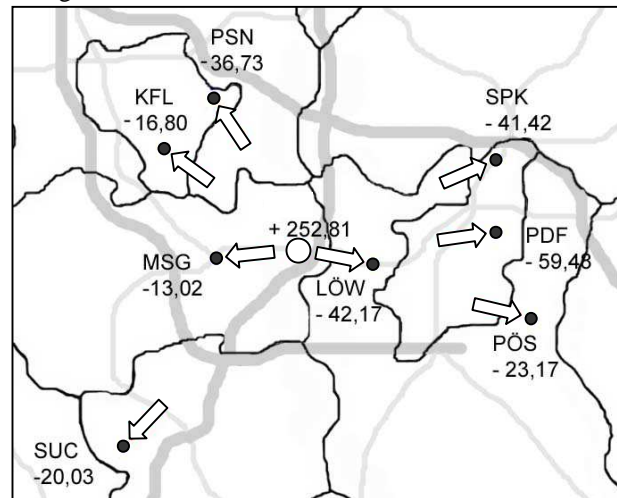 PSN
-36,73
KFL
-16,80
SPK
- 41,42
+ 252,81
MSG
-13,02
LÖW
- 42,17
PDF
- 59,48
PÖS
- 23,17
SUC
-20,03